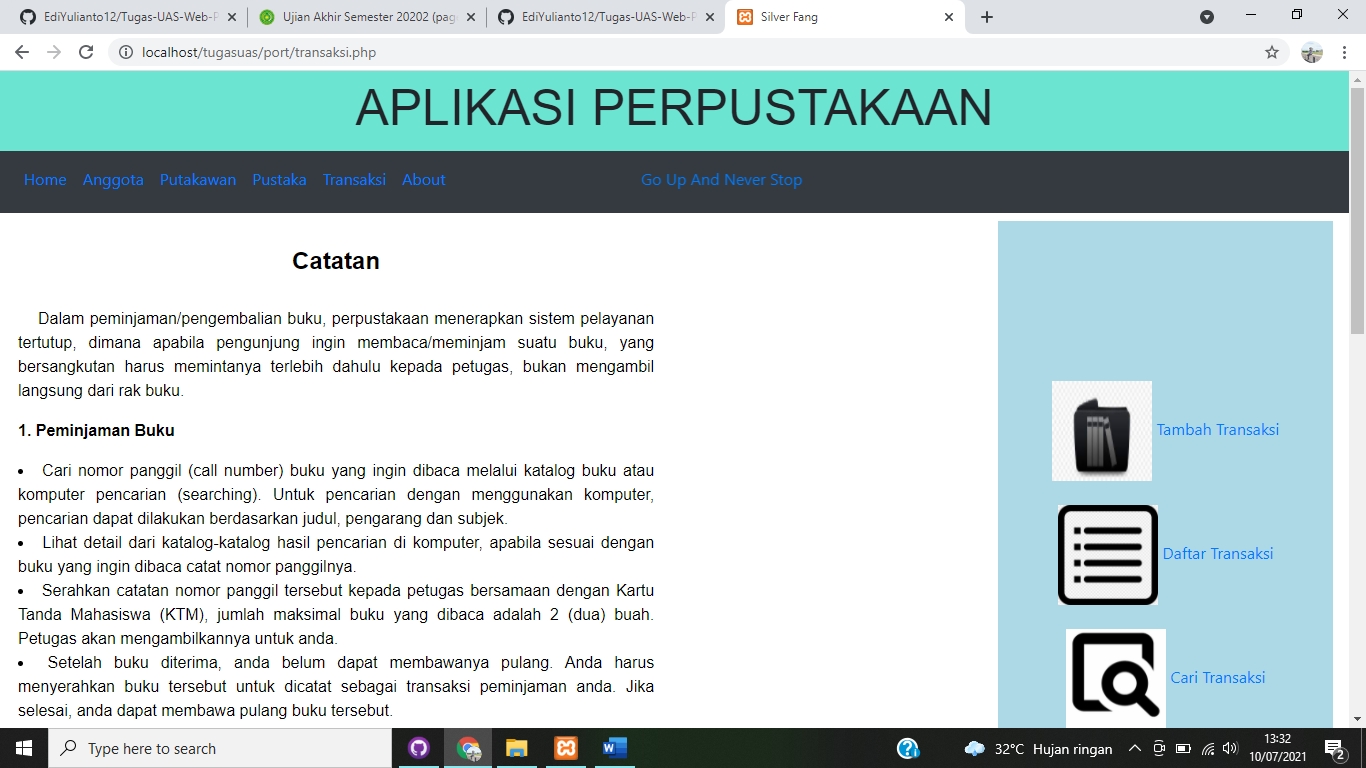 EdiYulianto12/Tugas-UAS-Web-P
Ujian Akhir Semester 20202 (pag
EdiYulianto12/Tugas-UAS-Web-P
Silver Fang
localhost/tugasuas/port/transaksi.php
APLIKASI PERPUSTAKAAN
Home Anggota Putakawan Pustaka Transaksi About Go Up And Never Stop
Catatan
Dalam peminjaman/pengembalian buku, perpustakaan menerapkan sistem pelayanan
tertutup, dimana apabila pengunjung ingin membaca/meminjam suatu buku, yang
bersangkutan harus memintanya terlebih dahulu kepada petugas, bukan mengambil
langsung dari rak buku.
1. Peminjaman Buku
• Cari nomor panggil (call number) buku yang ingin dibaca melalui katalog buku atau
komputer pencarian (searching). Untuk pencarian dengan menggunakan komputer,
pencarian dapat dilakukan berdasarkan judul, pengarang dan subjek.
• Lihat detail dari katalog-katalog hasil pencarian di komputer, apabila sesuai dengan
buku yang ingin dibaca catat nomor panggilnya.
• Serahkan catatan nomor panggil tersebut kepada petugas bersamaan dengan Kartu
Tanda Mahasiswa (KTM), jumlah maksimal buku yang dibaca adalah 2 (dua) buah.
Petugas akan mengambilkannya untuk anda.
• Setelah buku diterima, anda belum dapat membawanya pulang. Anda harus
menyerahkan buku tersebut untuk dicatat sebagai transaksi peminjaman anda. Jika
selesai, anda dapat membawa pulang buku tersebut.
Tambah Transaksi
Daftar Transaksi
Cari Transaksi
Type here to search
32°C Hujan ringan
13:32
10/07/2021
2